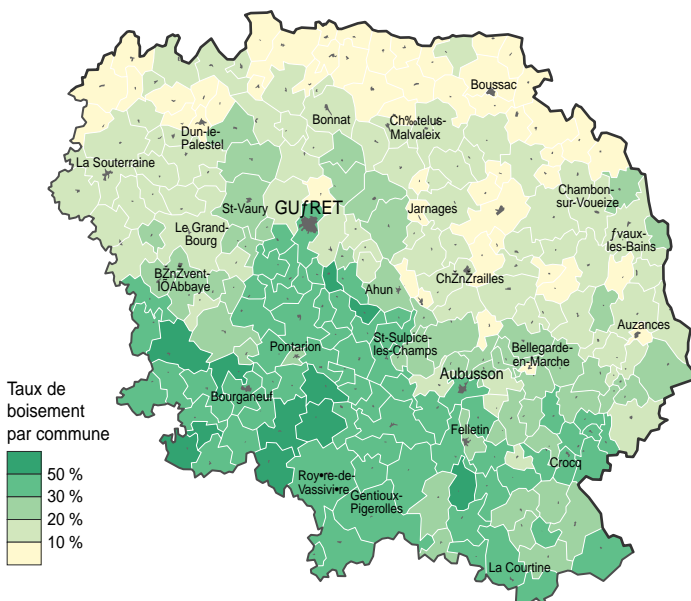 Boussac
Bonnat
Ch‰telus-
Malvaleix
Dun-le-
Palestel
La Souterraine
Chambon
sur-Voueize
St-Vaury
GUƒRET
Jarnages
Le Grand-
Bourg
ƒvaux-
les-Bains
BŽnŽvent-
lÕAbbaye
Ahun
ChŽnŽrailles
Auzances
St-Sulpice-
les-Champs
Pontarion
Bellegarde-
en-Marche
Aubusson
Bourganeuf
Felletin
Crocq
Roy•re-de-
Vassivi•re
Gentioux-
Pigerolles
La Courtine
Taux de
boisement
par commune
50 %
30 %
20 %
10 %